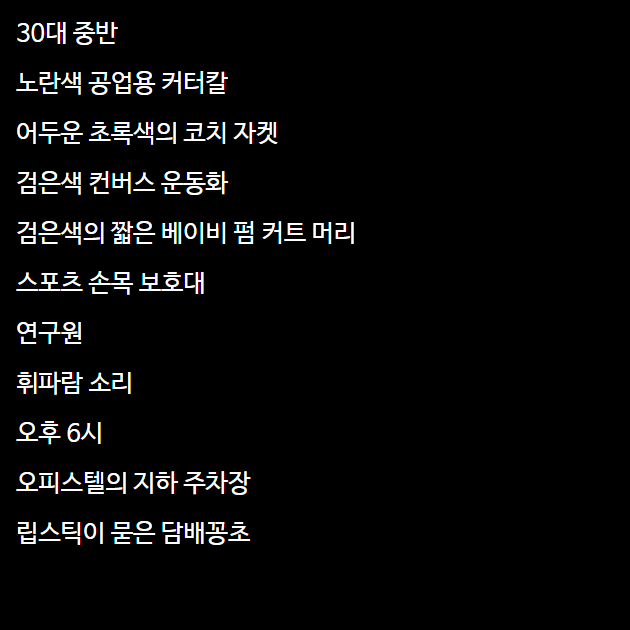 30대 중반
노란색 공업용 커터칼
어두운 초록색의 코치 자켓
검은색 컨버스 운동화
검은색의 짧은 베이비 펌 커트 머리
스포츠 손목 보호대
연구원
휘파람 소리
오후 6시
오피스텔의 지하 주차장
립스틱이 묻은 담배꽁초